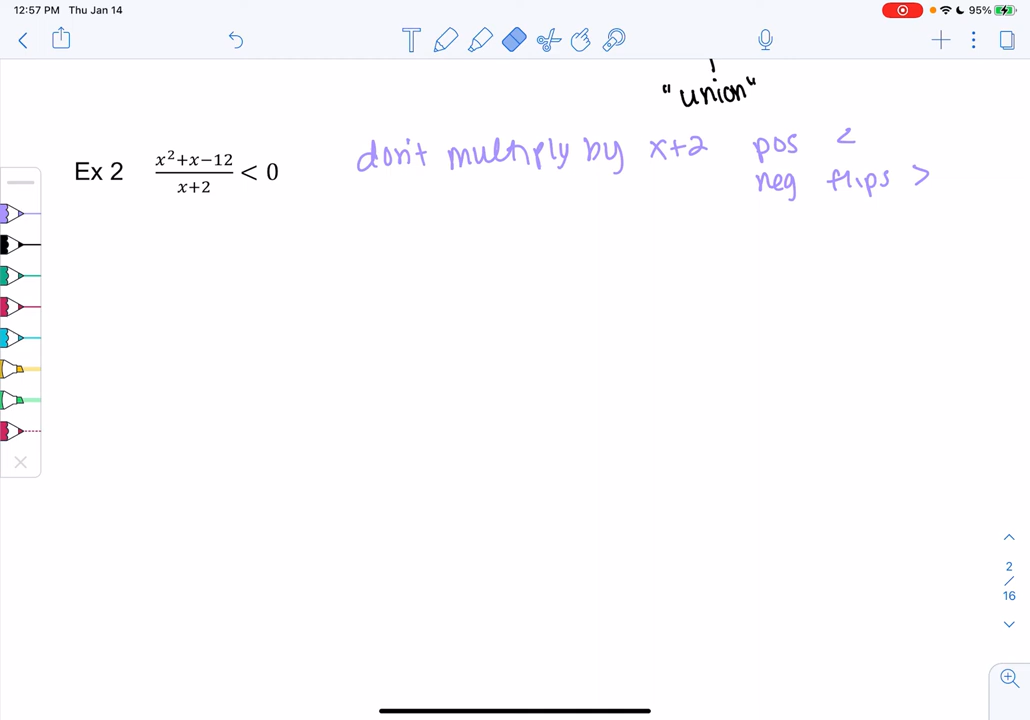 12:57 PM Thu Jan 14
95%
"union"
don't multiply by x+2 pos <
neg flips >
Ex 2 x²+x−12 / x+2 < 0
2
/
16